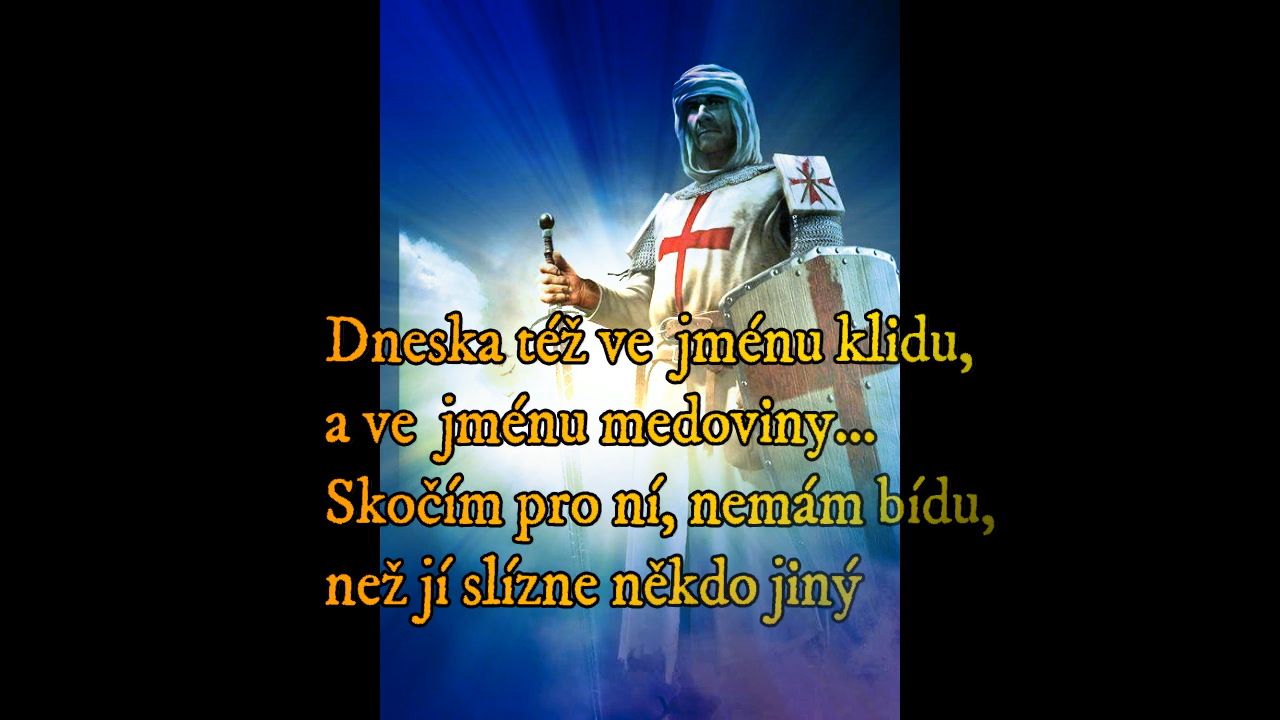 Dneska též ve jménu klidu,
a ve jménu medoviny...
Skočím pro ní, nemám bídu,
než jí slízne někdo jiný